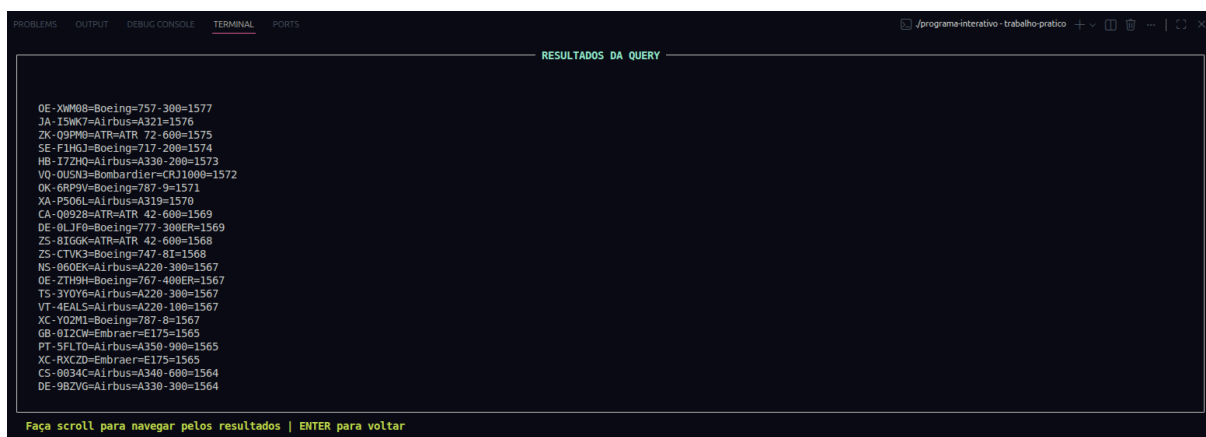 PROBLEMS OUTPUT DEBUG CONSOLE TERMINAL PORTS ./programa-interativo - trabalho-pratico
RESULTADOS DA QUERY
OE-XWM08=Boeing=757-300=1577
JA-I5WK7=Airbus=A321=1576
ZK-Q9PM0=ATR=ATR 72-600=1575
SE-F1HGJ=Boeing=717-200=1574
HB-I7ZHQ=Airbus=A330-200=1573
VQ-OUSN3=Bombardier=CRJ1000=1572
OK-6RP9V=Boeing=787-9=1571
XA-P5O6L=Airbus=A319=1570
CA-Q0928=ATR=ATR 42-600=1569
DE-0LJF0=Boeing=777-300ER=1569
ZS-8IGGK=ATR=ATR 42-600=1568
ZS-CTVK3=Boeing=747-8I=1568
NS-06OEK=Airbus=A220-300=1567
OE-ZTH9H=Boeing=767-400ER=1567
TS-3YOY6=Airbus=A220-300=1567
VT-4EALS=Airbus=A220-100=1567
XC-YO2M1=Boeing=787-8=1567
GB-0I2CW=Embraer=E175=1565
PT-5FLTO=Airbus=A350-900=1565
XC-RXCZD=Embraer=E175=1565
CS-0034C=Airbus=A340-600=1564
DE-9BZVG=Airbus=A330-300=1564
Faça scroll para navegar pelos resultados | ENTER para voltar